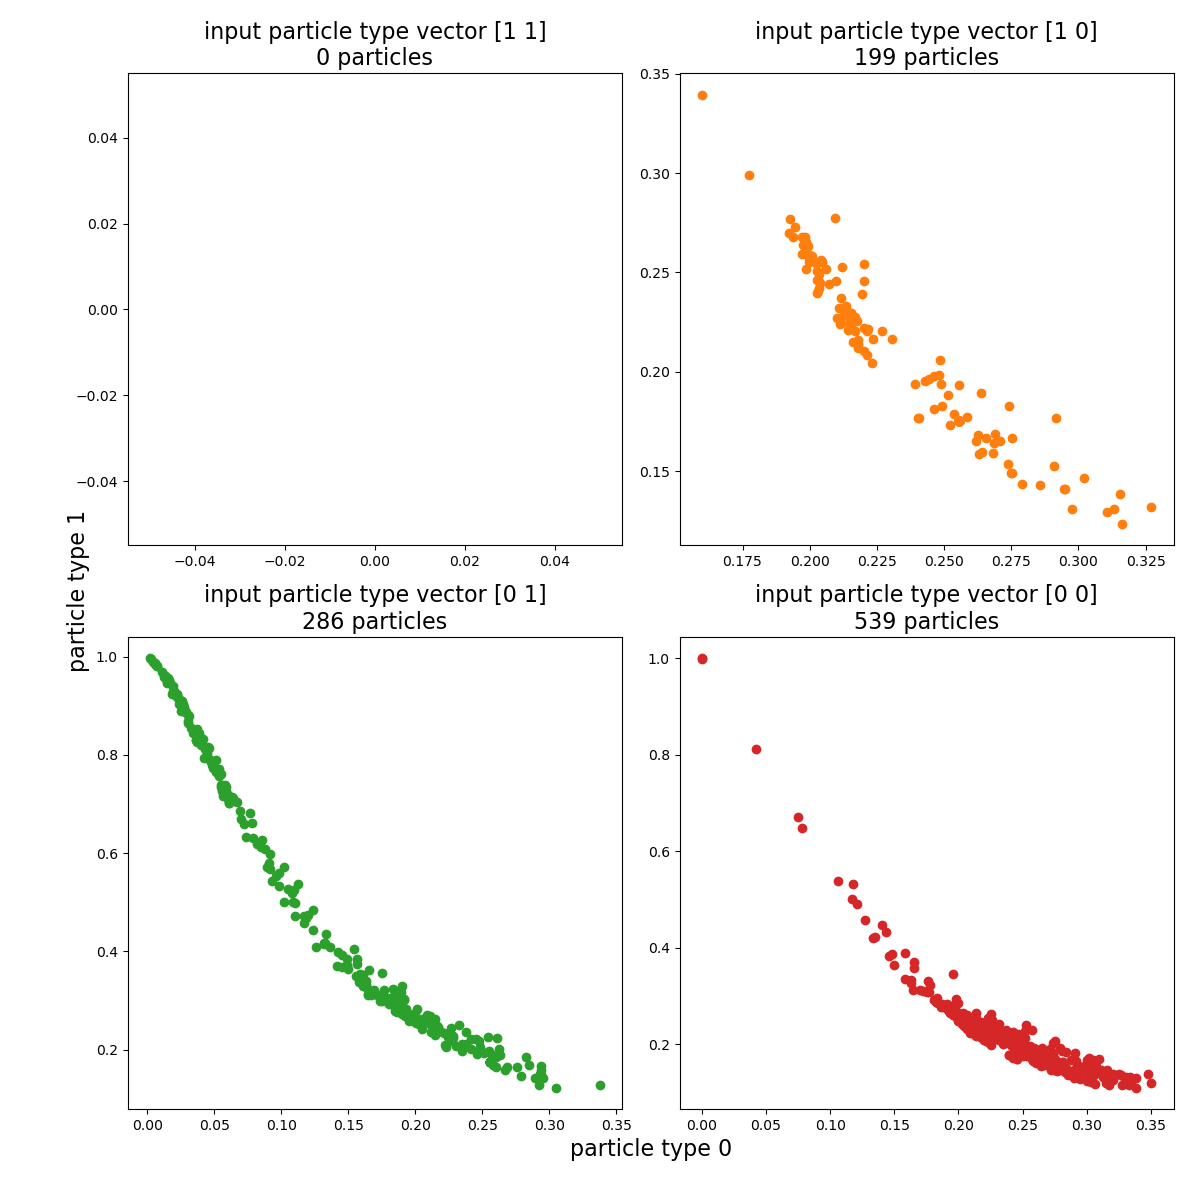 input particle type vector [1 1]
0 particles
0.04
0.02
0.00
−0.02
−0.04
−0.04 −0.02 0.00 0.02 0.04
input particle type vector [1 0]
199 particles
0.35
0.30
0.25
0.20
0.15
0.175 0.200 0.225 0.250 0.275 0.300 0.325
particle type 1
input particle type vector [0 1]
286 particles
1.0
0.8
0.6
0.4
0.2
0.00 0.05 0.10 0.15 0.20 0.25 0.30 0.35
input particle type vector [0 0]
539 particles
1.0
0.8
0.6
0.4
0.2
0.00 0.05 0.10 0.15 0.20 0.25 0.30 0.35
particle type 0